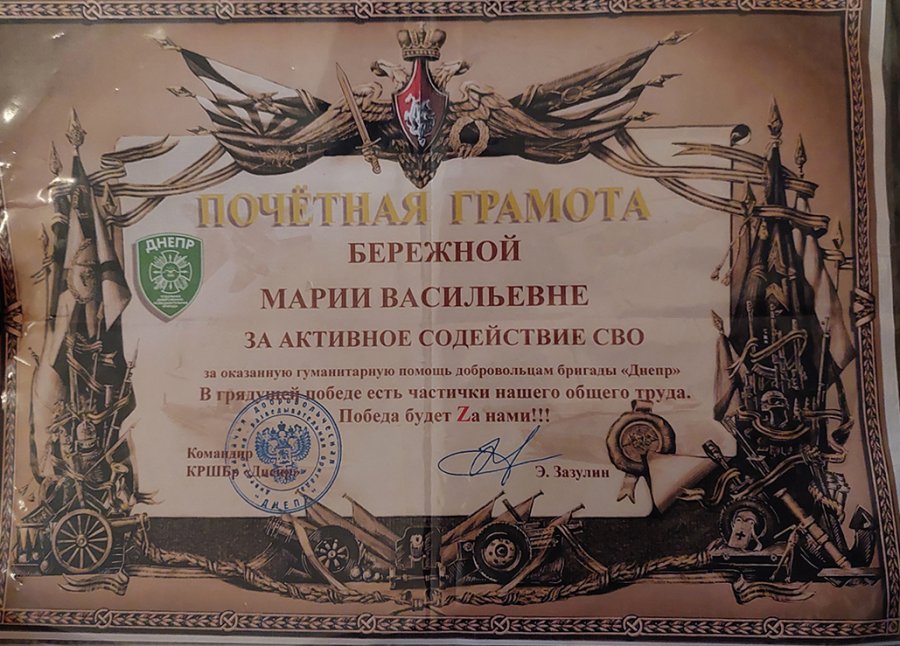 ПОЧЁТНАЯ ГРАМОТА
ДНЕПР
БЕРЕЖНОЙ
МАРИИ ВАСИЛЬЕВНЕ
ЗА АКТИВНОЕ СОДЕЙСТВИЕ СВО
за оказанную гуманитарную помощь добровольцам бригады «Днепр»
В грядущей победе есть частички нашего общего труда.
Победа будет Zа нами!!!
Командир
КРШБр «Днепр»
Э. Зазулин
ДНЕПР